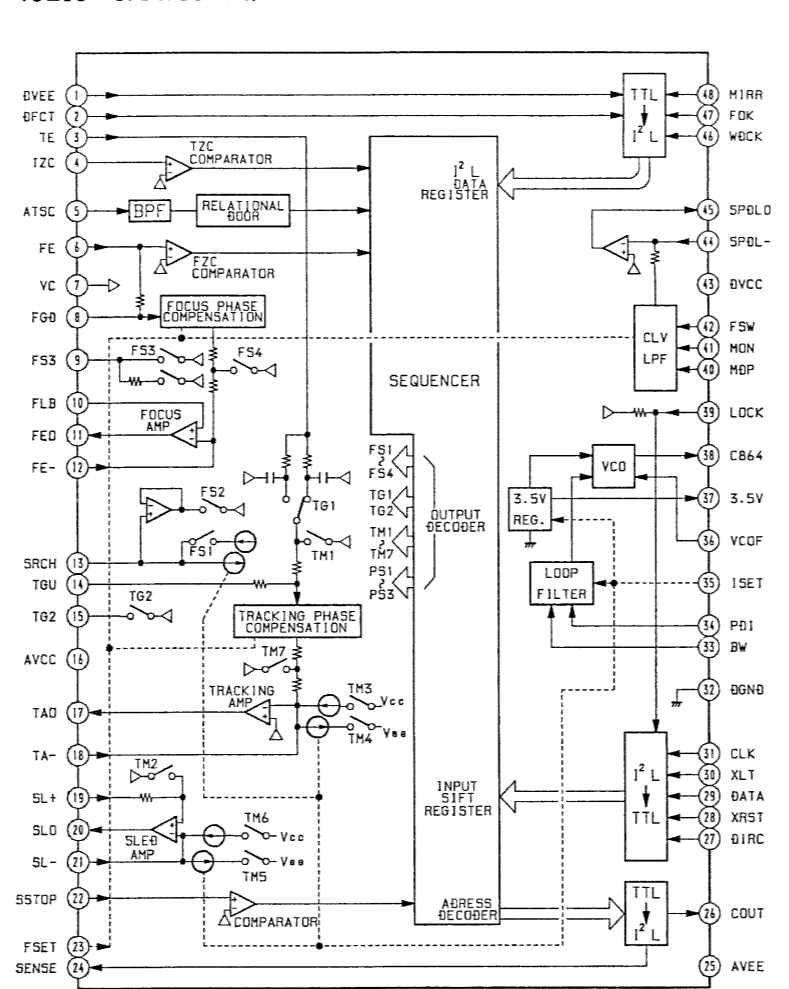 DVEE 1
DFCT 2
TE 3
IZC 4
ATSC 5
FE 6
VC 7
FGD 8
FS3 9
FLB 10
FEO 11
FE- 12
SRCH 13
TGU 14
TG2 15
AVCC 16
TAO 17
TA- 18
SL+ 19
SLO 20
SL- 21
SSTOP 22
FSET 23
SENSE 24
TZC
COMPARATOR
BPF
RELATIONAL
DOOR
FZC
COMPARATOR
FOCUS PHASE
COMPENSATION
FS3
FS4
FOCUS
AMP
FS2
FS1
TG1
TM1
TG2
TRACKING PHASE
COMPENSATION
TM7
TRACKING
AMP
TM3
Vcc
TM4
Vee
TM2
SLED
AMP
TM6
Vcc
TM5
Vee
COMPARATOR
I² L
DATA
REGISTER
SEQUENCER
FS1
FS4
TG1
TG2
TM1
TM7
PS1
PS3
OUTPUT
DECODER
INPUT
SIFT
REGISTER
ADRESS
DECODER
TTL
I² L
CLV
LPF
VCO
3.5V
REG.
LOOP
FILTER
I² L
TTL
TTL
I² L
48 MIRR
47 FOK
46 WDCK
45 SPDLO
44 SPDL-
43 DVCC
42 FSW
41 MON
40 MDP
39 LOCK
38 C864
37 3.5V
36 VCOF
35 ISET
34 PDI
33 BW
32 DGND
31 CLK
30 XLT
29 DATA
28 XRST
27 DIRC
26 COUT
25 AVEE